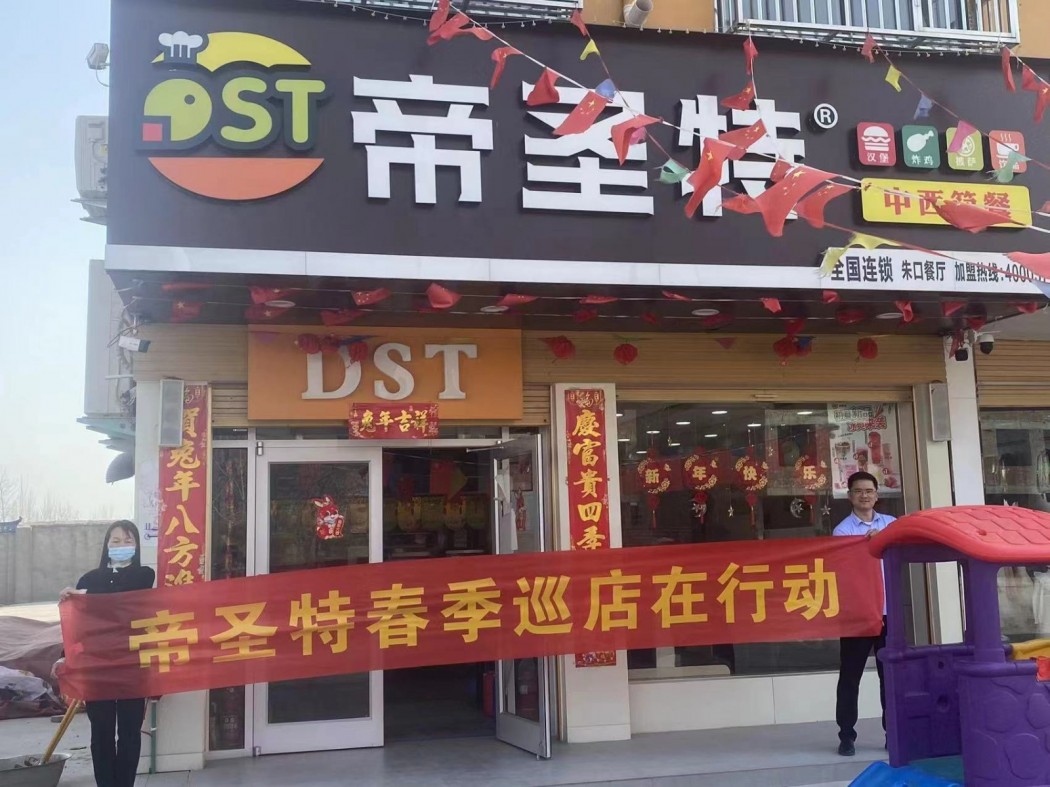 DST
帝圣特®
汉堡
炸鸡
中西简餐
全国连锁 朱口餐厅 加盟热线:4000
DST
兔年吉祥
賀兔年八方
慶富貴四季
新年快乐
帝圣特春季巡店在行动